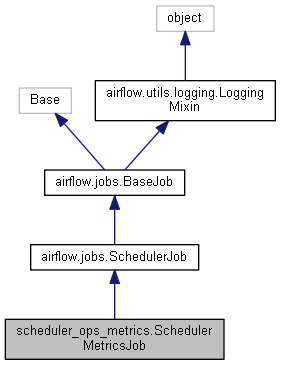 object
Base
airflow.utils.logging.Logging
Mixin
airflow.jobs.BaseJob
airflow.jobs.SchedulerJob
scheduler_ops_metrics.Scheduler
MetricsJob